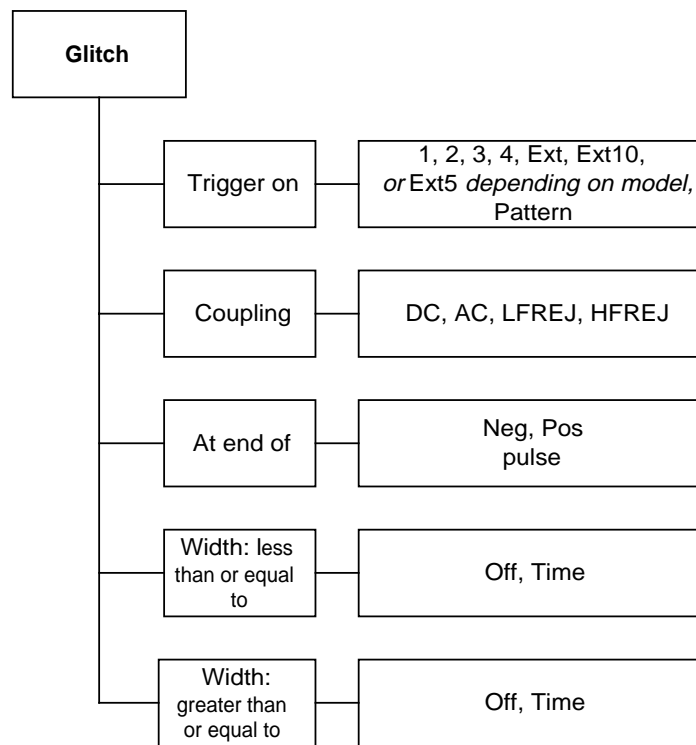 Glitch
Trigger on
1, 2, 3, 4, Ext, Ext10,
or Ext5 depending on model,
Pattern
Coupling
DC, AC, LFREJ, HFREJ
At end of
Neg, Pos
pulse
Width: less
than or equal
to
Off, Time
Width:
greater than
or equal to
Off, Time